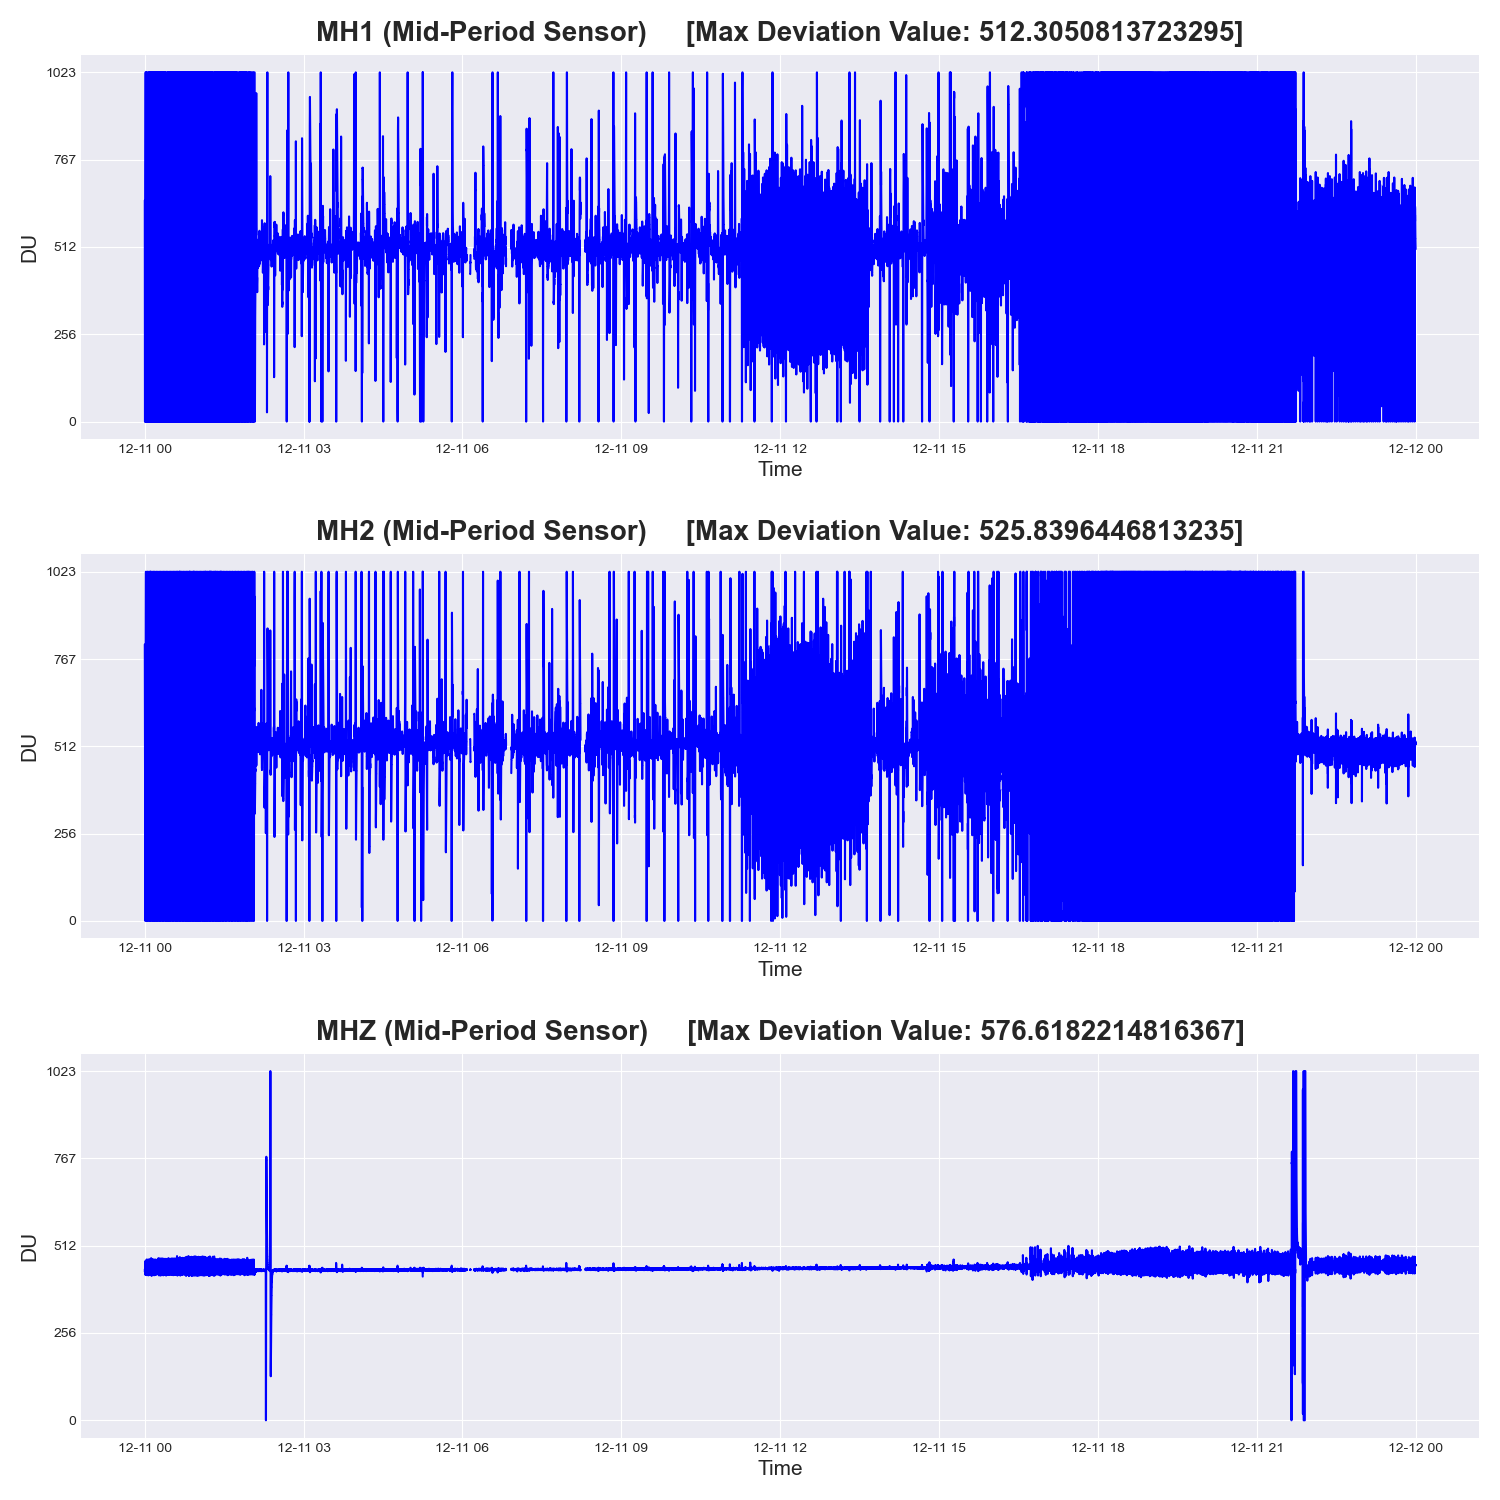 MH1 (Mid-Period Sensor) [Max Deviation Value: 512.3050813723295]
1023
767
512
256
0
DU
12-11 00 12-11 03 12-11 06 12-11 09 12-11 12 12-11 15 12-11 18 12-11 21 12-12 00
Time
MH2 (Mid-Period Sensor) [Max Deviation Value: 525.8396446813235]
1023
767
512
256
0
DU
12-11 00 12-11 03 12-11 06 12-11 09 12-11 12 12-11 15 12-11 18 12-11 21 12-12 00
Time
MHZ (Mid-Period Sensor) [Max Deviation Value: 576.6182214816367]
1023
767
512
256
0
DU
12-11 00 12-11 03 12-11 06 12-11 09 12-11 12 12-11 15 12-11 18 12-11 21 12-12 00
Time